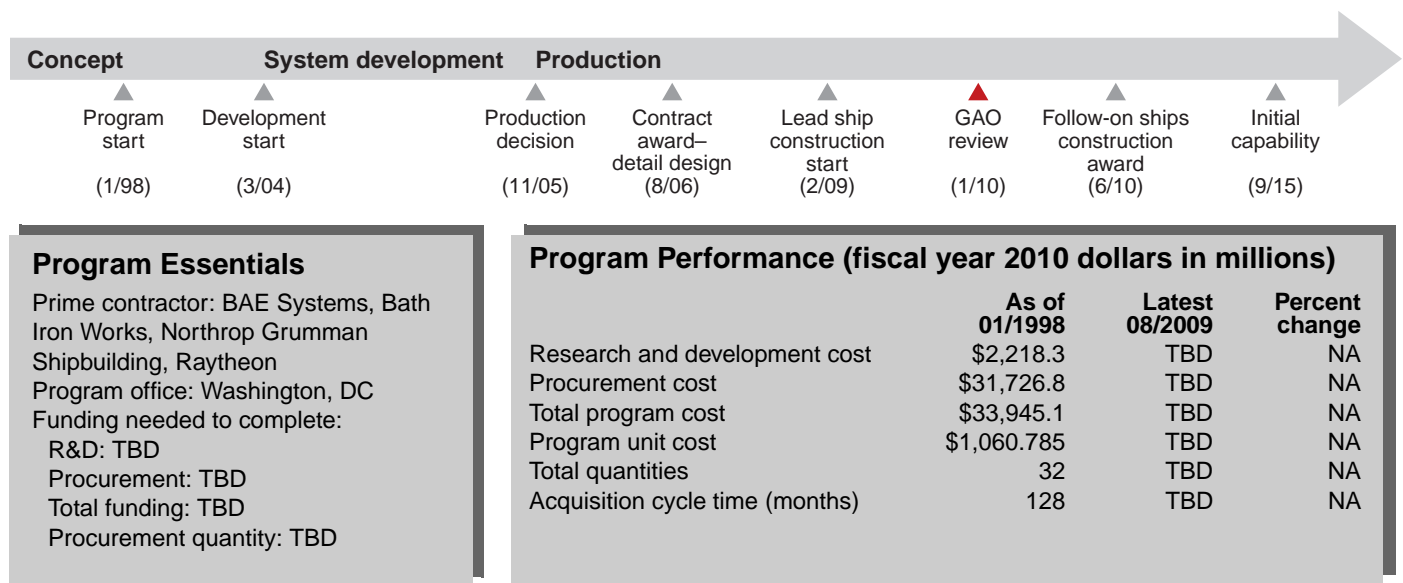 Concept System development Production
Program start (1/98)
Development start (3/04)
Production decision (11/05)
Contract award– detail design (8/06)
Lead ship construction start (2/09)
GAO review (1/10)
Follow-on ships construction award (6/10)
Initial capability (9/15)
Program Essentials
Prime contractor: BAE Systems, Bath
Iron Works, Northrop Grumman
Shipbuilding, Raytheon
Program office: Washington, DC
Funding needed to complete:
R&D: TBD
Procurement: TBD
Total funding: TBD
Procurement quantity: TBD
Program Performance (fiscal year 2010 dollars in millions)
As of 01/1998 Latest 08/2009 Percent change
Research and development cost $2,218.3 TBD NA
Procurement cost $31,726.8 TBD NA
Total program cost $33,945.1 TBD NA
Program unit cost $1,060.785 TBD NA
Total quantities 32 TBD NA
Acquisition cycle time (months) 128 TBD NA